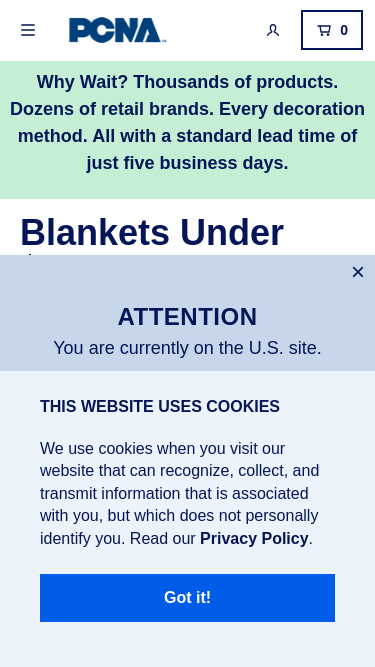 PCNA
0
Why Wait? Thousands of products.
Dozens of retail brands. Every decoration
method. All with a standard lead time of
just five business days.
Blankets Under
×
ATTENTION
You are currently on the U.S. site.
THIS WEBSITE USES COOKIES
We use cookies when you visit our
website that can recognize, collect, and
transmit information that is associated
with you, but which does not personally
identify you. Read our Privacy Policy.
Got it!